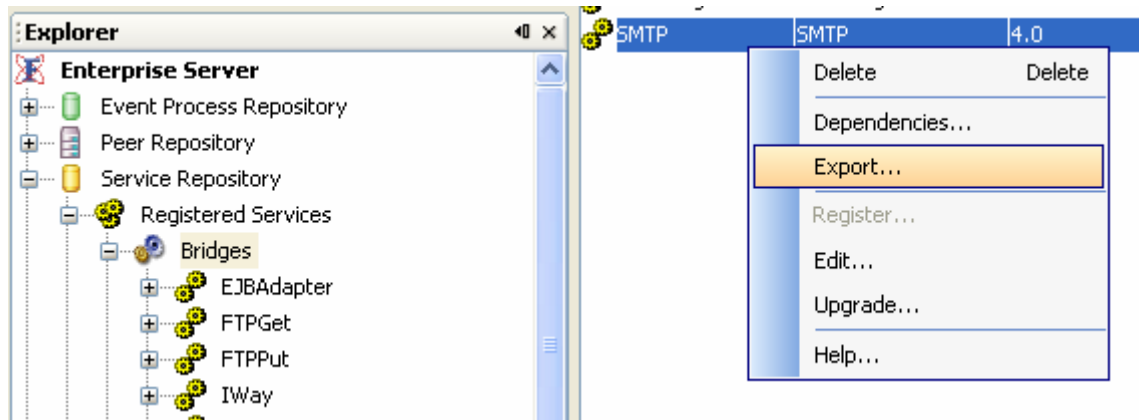 Explorer
Enterprise Server
Event Process Repository
Peer Repository
Service Repository
Registered Services
Bridges
EJBAdapter
FTPGet
FTPPut
IWay
SMTP SMTP 4.0
Delete Delete
Dependencies...
Export...
Register...
Edit...
Upgrade...
Help...